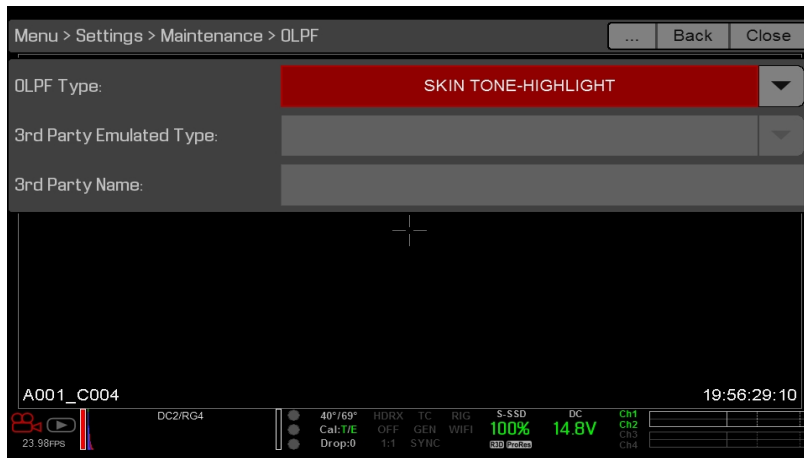 Menu > Settings > Maintenance > OLPF ... Back Close
OLPF Type: SKIN TONE-HIGHLIGHT
3rd Party Emulated Type:
3rd Party Name:
A001_C004 19:56:29:10
DC2/RG4 40°/69° HDRX TC RIG S-SSD DC Ch1
Cal:T/E OFF GEN WIFI 100% 14.8V Ch2
23.98FPS Drop:0 1:1 SYNC R3D ProRes Ch3
Ch4